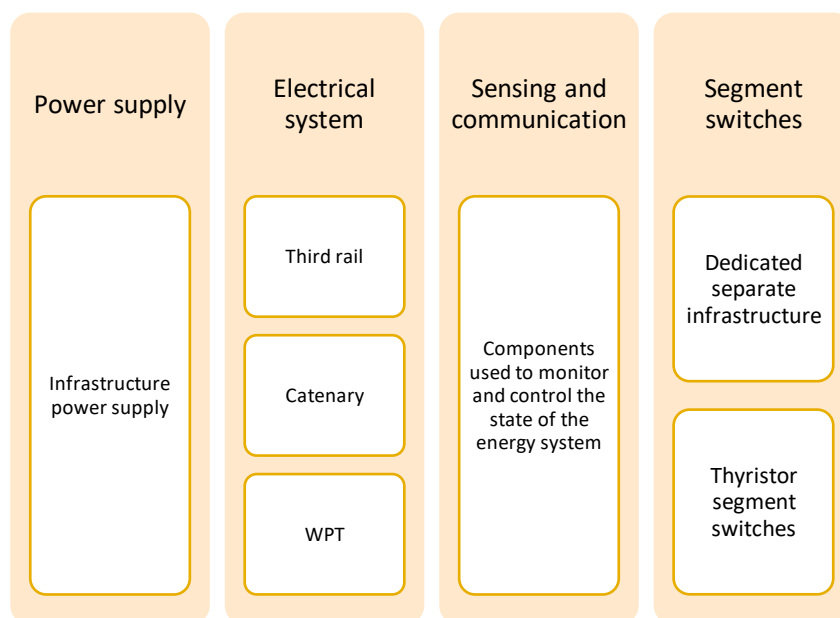 Power supply
Infrastructure
power supply
Electrical
system
Third rail
Catenary
WPT
Sensing and
communication
Components
used to monitor
and control the
state of the
energy system
Segment
switches
Dedicated
separate
infrastructure
Thyristor
segment
switches